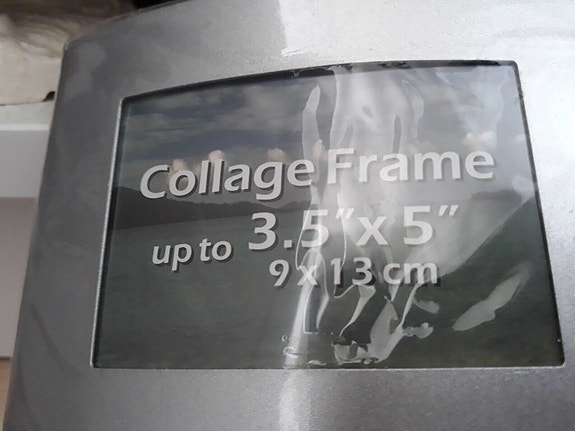 Collage Frame
up to 3.5" x 5"
9 x 13 cm